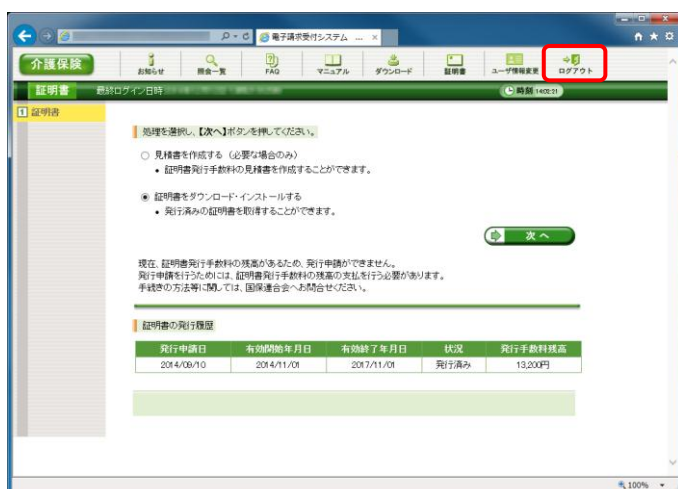 電子請求受付システム ...
介護保険
お知らせ 照会一覧 FAQ マニュアル ダウンロード 証明書 ユーザ情報変更 ログアウト
証明書 最終ログイン日時 時刻 14:02:21
1 証明書
処理を選択し、【次へ】ボタンを押してください。
見積書を作成する（必要な場合のみ）
• 証明書発行手数料の見積書を作成することができます。
証明書をダウンロード・インストールする
• 発行済みの証明書を取得することができます。
次へ
現在、証明書発行手数料の残高があるため、発行申請ができません。
発行申請を行うためには、証明書発行手数料の残高の支払を行う必要があります。
手続きの方法等に関しては、国保連合会へお問合せください。
証明書の発行履歴
発行申請日 有効開始年月日 有効終了年月日 状況 発行手数料残高
2014/09/10 2014/11/01 2017/11/01 発行済み 13,200円
100%